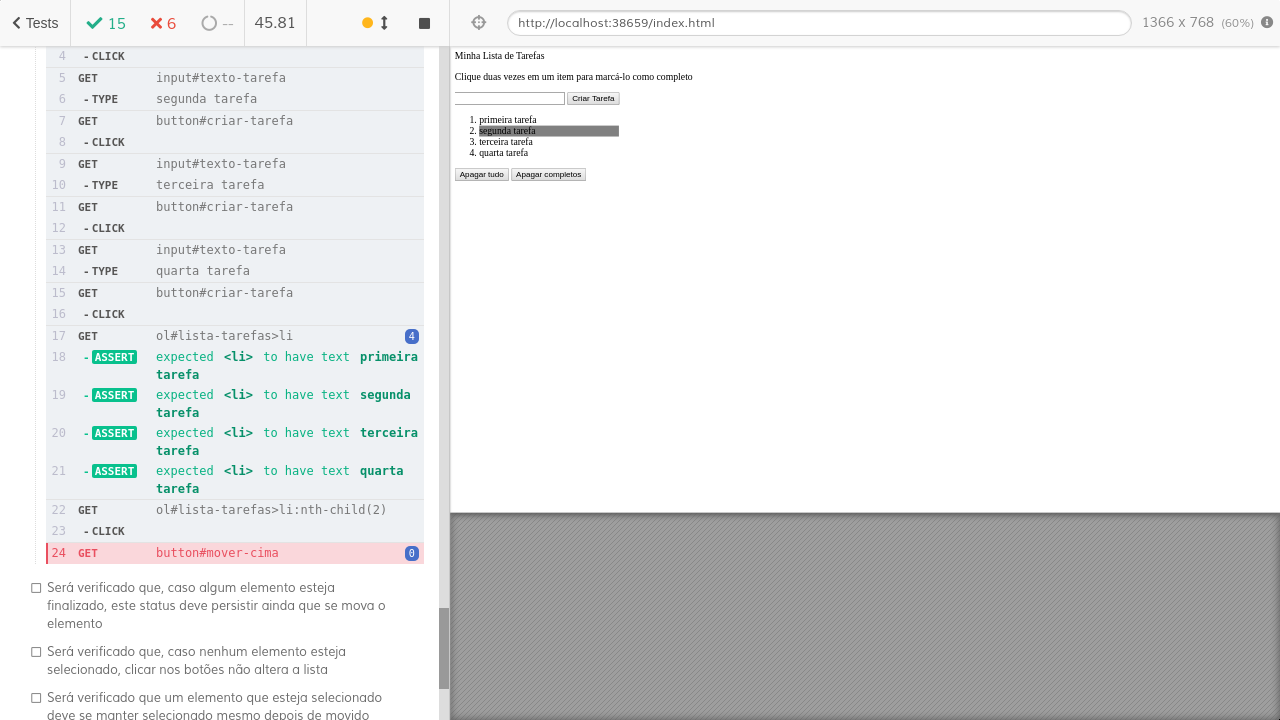 Tests 15 6 -- 45.81 http://localhost:38659/index.html 1366 x 768 (60%)
4 - CLICK
5 GET input#texto-tarefa
6 - TYPE segunda tarefa
7 GET button#criar-tarefa
8 - CLICK
9 GET input#texto-tarefa
10 - TYPE terceira tarefa
11 GET button#criar-tarefa
12 - CLICK
13 GET input#texto-tarefa
14 - TYPE quarta tarefa
15 GET button#criar-tarefa
16 - CLICK
17 GET ol#lista-tarefas>li 4
18 - ASSERT expected <li> to have text primeira
tarefa
19 - ASSERT expected <li> to have text segunda
tarefa
20 - ASSERT expected <li> to have text terceira
tarefa
21 - ASSERT expected <li> to have text quarta
tarefa
22 GET ol#lista-tarefas>li:nth-child(2)
23 - CLICK
24 GET button#mover-cima 0
Será verificado que, caso algum elemento esteja
finalizado, este status deve persistir ainda que se mova o
elemento
Será verificado que, caso nenhum elemento esteja
selecionado, clicar nos botões não altera a lista
Será verificado que um elemento que esteja selecionado
deve se manter selecionado mesmo depois de movido
Minha Lista de Tarefas
Clique duas vezes em um item para marcá-lo como completo
Criar Tarefa
1. primeira tarefa
2. segunda tarefa
3. terceira tarefa
4. quarta tarefa
Apagar tudo Apagar completos